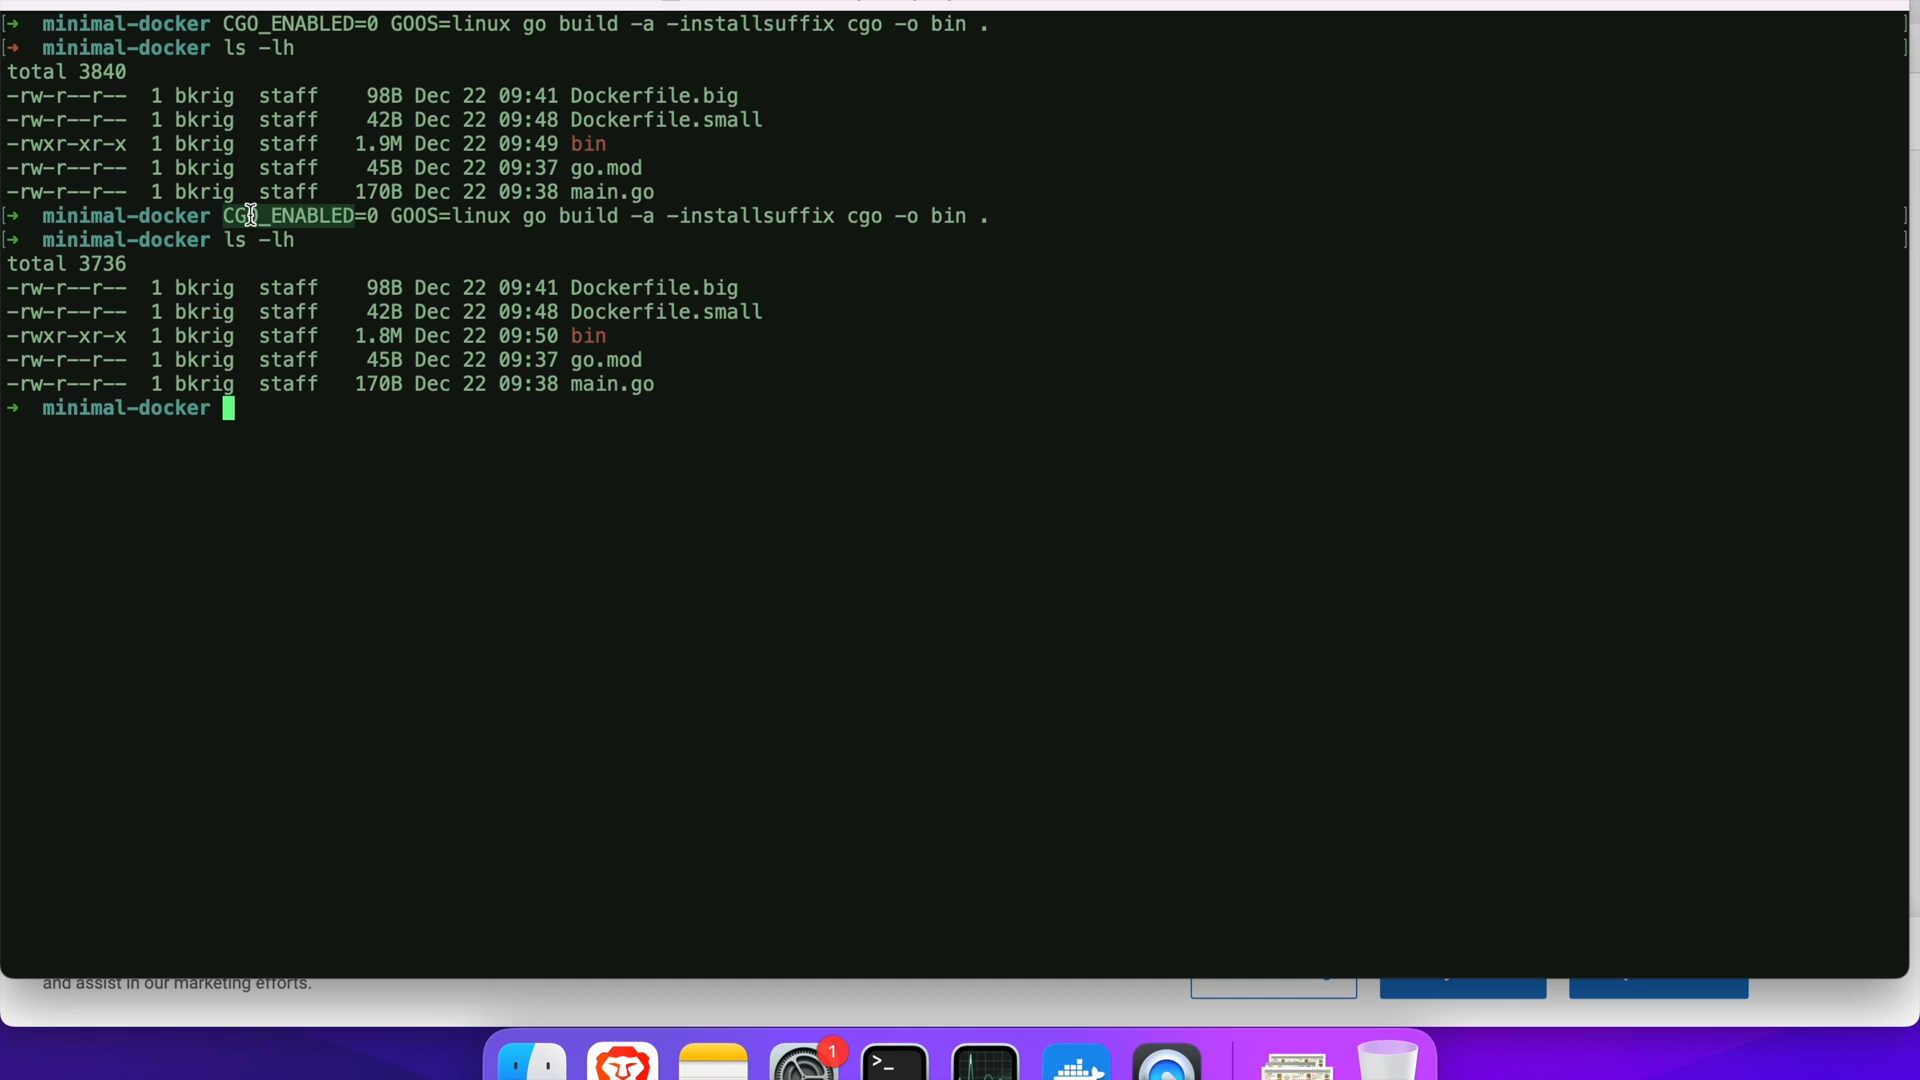 [➜  minimal-docker CGO_ENABLED=0 GOOS=linux go build -a -installsuffix cgo -o bin . ]
[➜  minimal-docker ls -lh ]
total 3840
-rw-r--r--  1 bkrig  staff    98B Dec 22 09:41 Dockerfile.big
-rw-r--r--  1 bkrig  staff    42B Dec 22 09:48 Dockerfile.small
-rwxr-xr-x  1 bkrig  staff   1.9M Dec 22 09:49 bin
-rw-r--r--  1 bkrig  staff    45B Dec 22 09:37 go.mod
-rw-r--r--  1 bkrig  staff   170B Dec 22 09:38 main.go
[➜  minimal-docker CGO_ENABLED=0 GOOS=linux go build -a -installsuffix cgo -o bin . ]
[➜  minimal-docker ls -lh ]
total 3736
-rw-r--r--  1 bkrig  staff    98B Dec 22 09:41 Dockerfile.big
-rw-r--r--  1 bkrig  staff    42B Dec 22 09:48 Dockerfile.small
-rwxr-xr-x  1 bkrig  staff   1.8M Dec 22 09:50 bin
-rw-r--r--  1 bkrig  staff    45B Dec 22 09:37 go.mod
-rw-r--r--  1 bkrig  staff   170B Dec 22 09:38 main.go
➜  minimal-docker
and assist in our marketing efforts.
1
>_